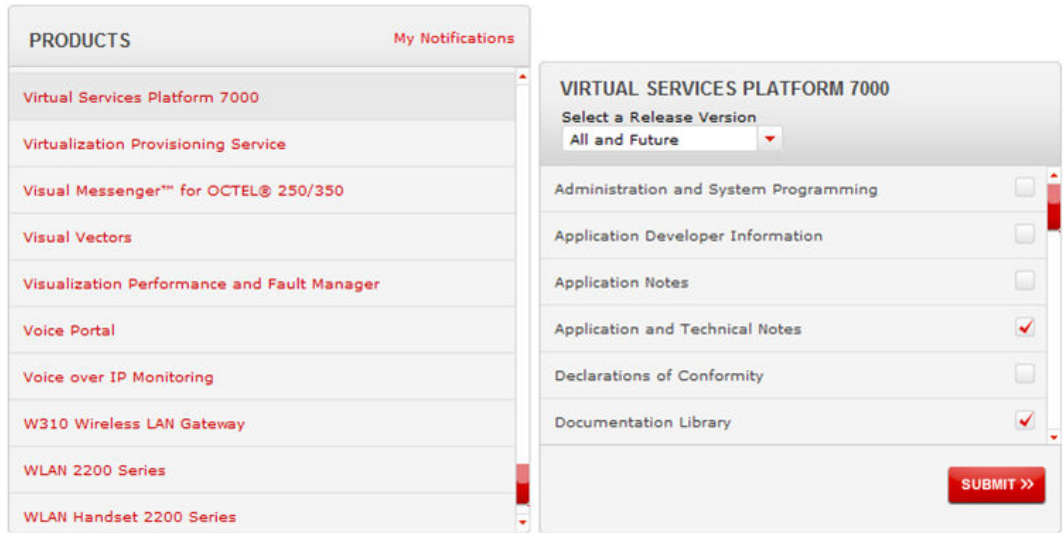 PRODUCTS
My Notifications
Virtual Services Platform 7000
Virtualization Provisioning Service
Visual Messenger™ for OCTEL® 250/350
Visual Vectors
Visualization Performance and Fault Manager
Voice Portal
Voice over IP Monitoring
W310 Wireless LAN Gateway
WLAN 2200 Series
WLAN Handset 2200 Series
VIRTUAL SERVICES PLATFORM 7000
Select a Release Version
All and Future
Administration and System Programming
Application Developer Information
Application Notes
Application and Technical Notes
Declarations of Conformity
Documentation Library
SUBMIT >>